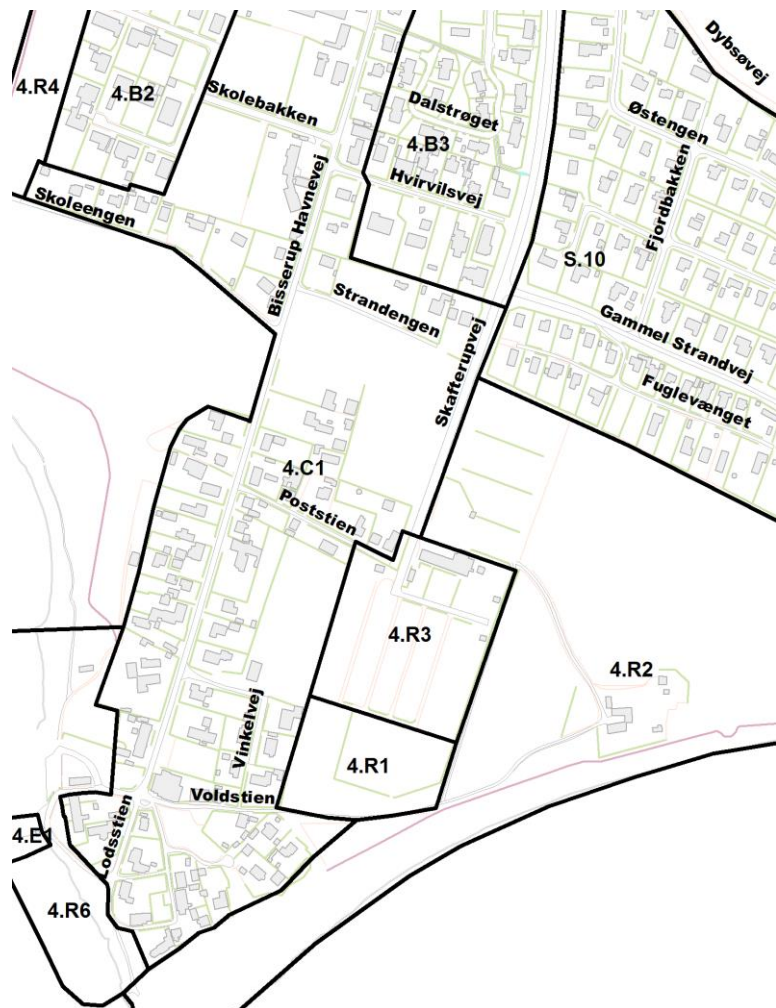 Dybsøvej
4.R4
4.B2
Skolebakken
Dalstrøget
Østengen
4.B3
Hvirvilsvej
Skoleengen
Bisserup Havnevej
Fjordbakken
S.10
Strandengen
Gammel Strandvej
Skafterupvej
Fuglevænget
4.C1
Poststien
4.R3
4.R2
Vinkelvej
4.R1
Voldstien
4.E1
Lodsstien
4.R6